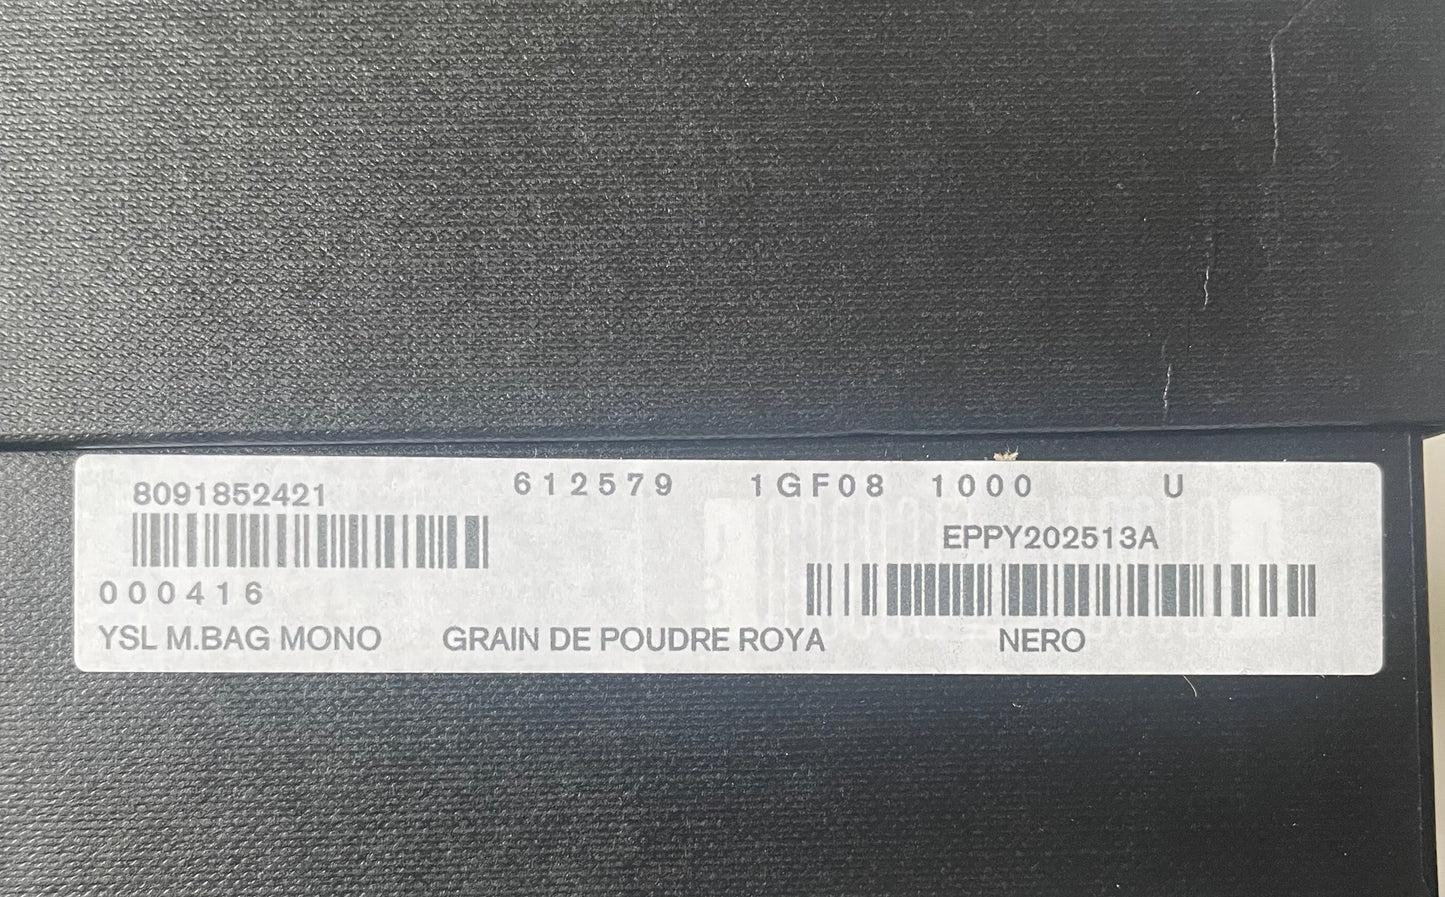 8091852421 612579 1GF08 1000 U
EPPY202513A
000416
YSL M.BAG MONO GRAIN DE POUDRE ROYA NERO